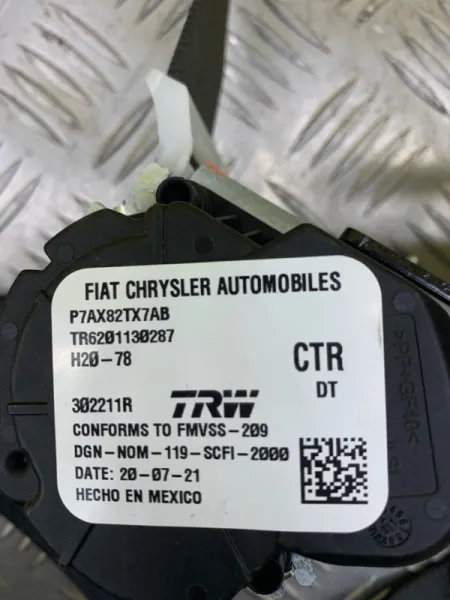 FIAT CHRYSLER AUTOMOBILES
P7AX82TX7AB
TR6201130287
H20-78
CTR
DT
302211R
TRW
CONFORMS TO FMVSS-209
DGN-NOM-119-SCFI-2000
DATE: 20-07-21
HECHO EN MEXICO